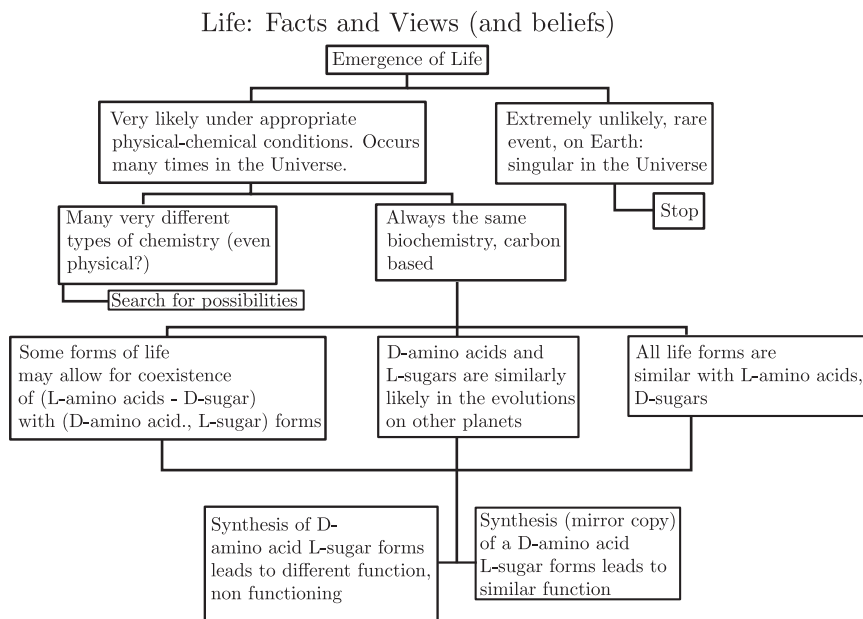 Life: Facts and Views (and beliefs)
Emergence of Life
Very likely under appropriate
physical-chemical conditions. Occurs
many times in the Universe.
Extremely unlikely, rare
event, on Earth:
singular in the Universe
Stop
Many very different
types of chemistry (even
physical?)
Always the same
biochemistry, carbon
based
Search for possibilities
Some forms of life
may allow for coexistence
of (L-amino acids - D-sugar)
with (D-amino acid., L-sugar) forms
D-amino acids and
L-sugars are similarly
likely in the evolutions
on other planets
All life forms are
similar with L-amino acids,
D-sugars
Synthesis of D-
amino acid L-sugar forms
leads to different function,
non functioning
Synthesis (mirror copy)
of a D-amino acid
L-sugar forms leads to
similar function